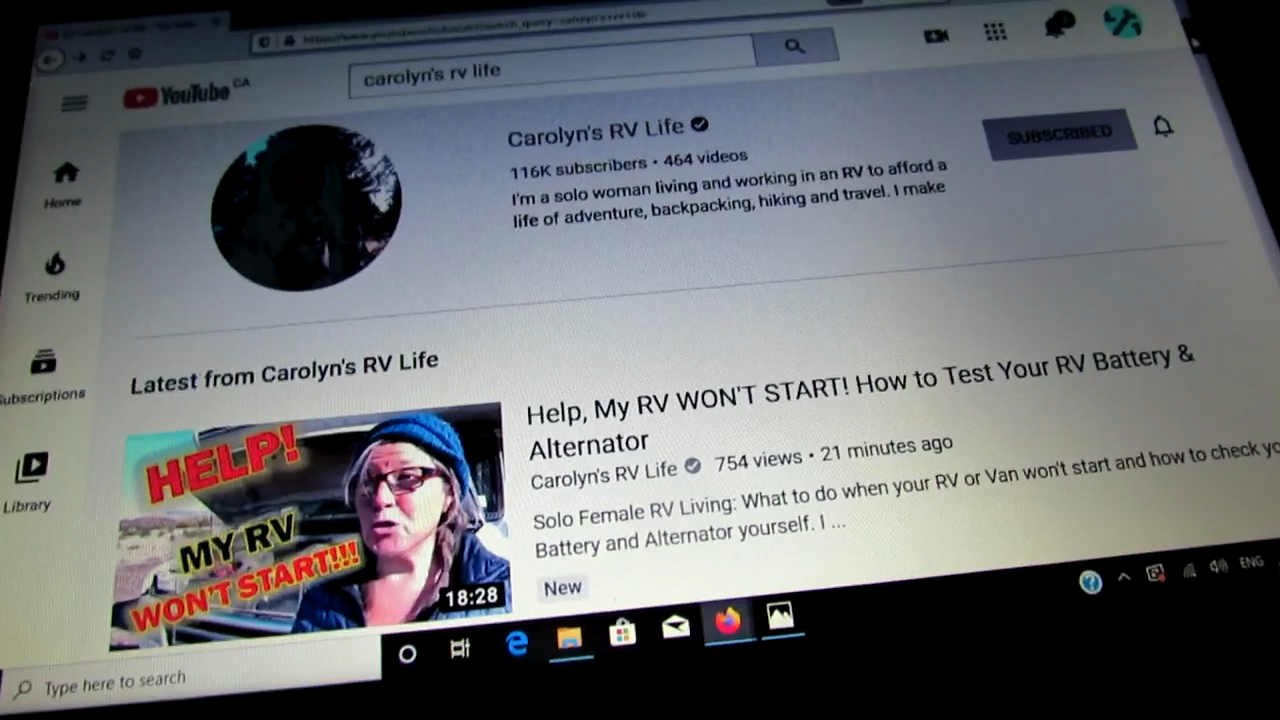 YouTube CA
carolyn's rv life
Carolyn's RV Life
SUBSCRIBED
116K subscribers • 464 videos
I'm a solo woman living and working in an RV to afford a
life of adventure, backpacking, hiking and travel. I make
Home
Trending
Subscriptions
Library
Latest from Carolyn's RV Life
HELP!
MY RV
WON'T START!!!
18:28
Help, My RV WON'T START! How to Test Your RV Battery &
Alternator
Carolyn's RV Life 754 views • 21 minutes ago
Solo Female RV Living: What to do when your RV or Van won't start and how to check yo
Battery and Alternator yourself. I ...
New
Type here to search
ENG